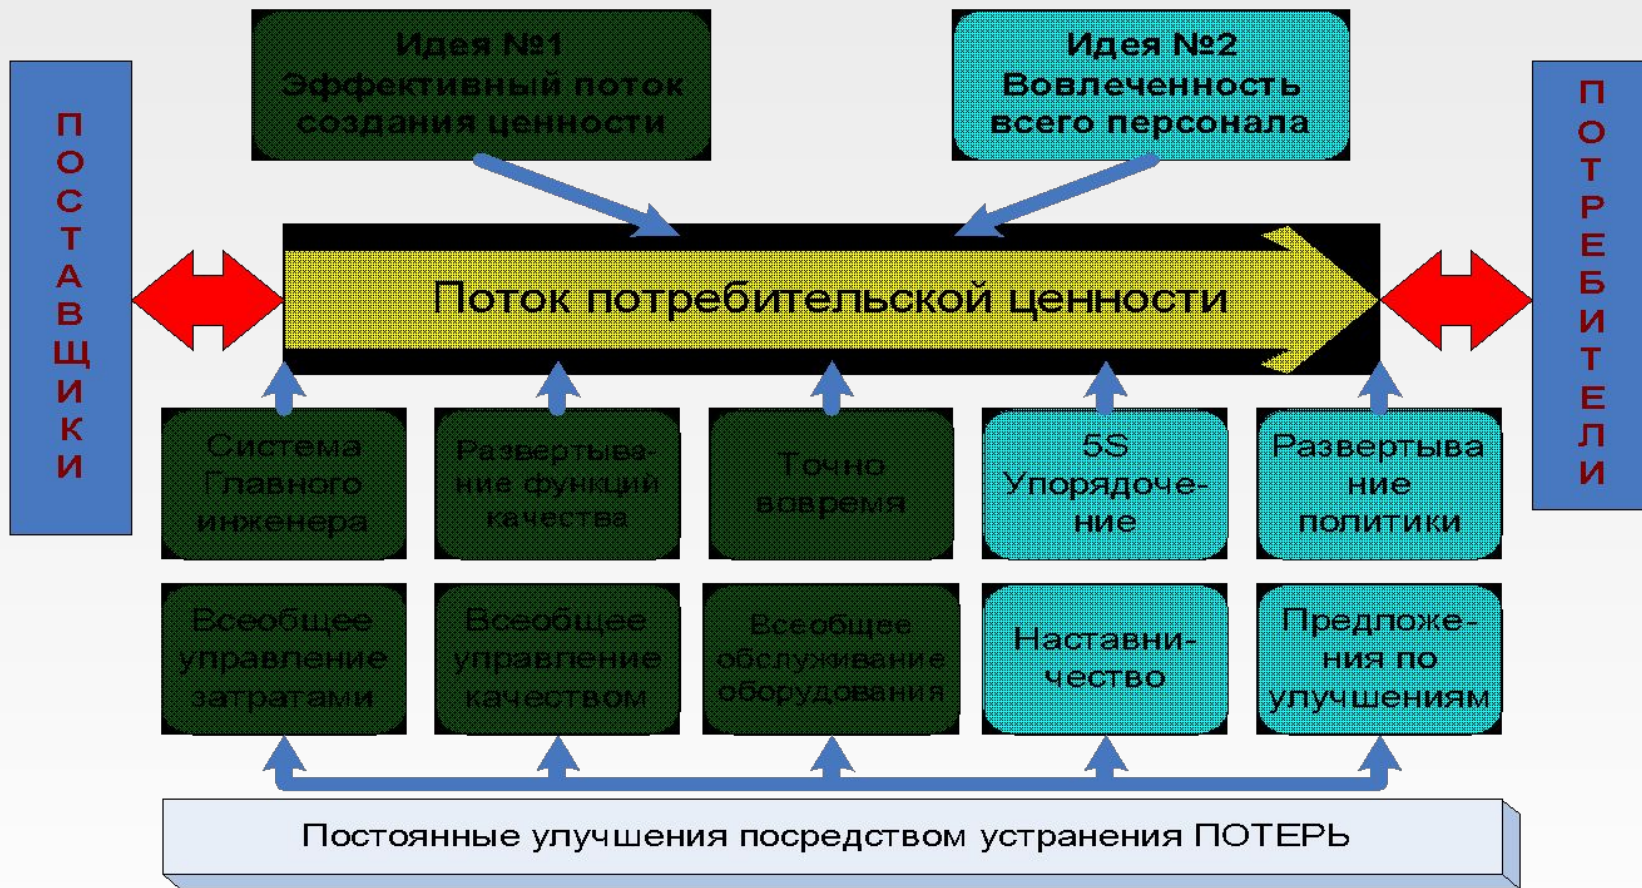 Идея №1
Эффективный поток
создания ценности
Идея №2
Вовлеченность
всего персонала
ПОСТАВЩИКИ
Поток потребительской ценности
ПОТРЕБИТЕЛИ
Система
Главного
инженера
Развертыва-
ние функций
качества
Точно
вовремя
5S
Упорядоче-
ние
Развертыва
ние
политики
Всеобщее
управление
затратами
Всеобщее
управление
качеством
Всеобщее
обслуживание
оборудования
Наставни-
чество
Предложе-
ния по
улучшениям
Постоянные улучшения посредством устранения ПОТЕРЬ